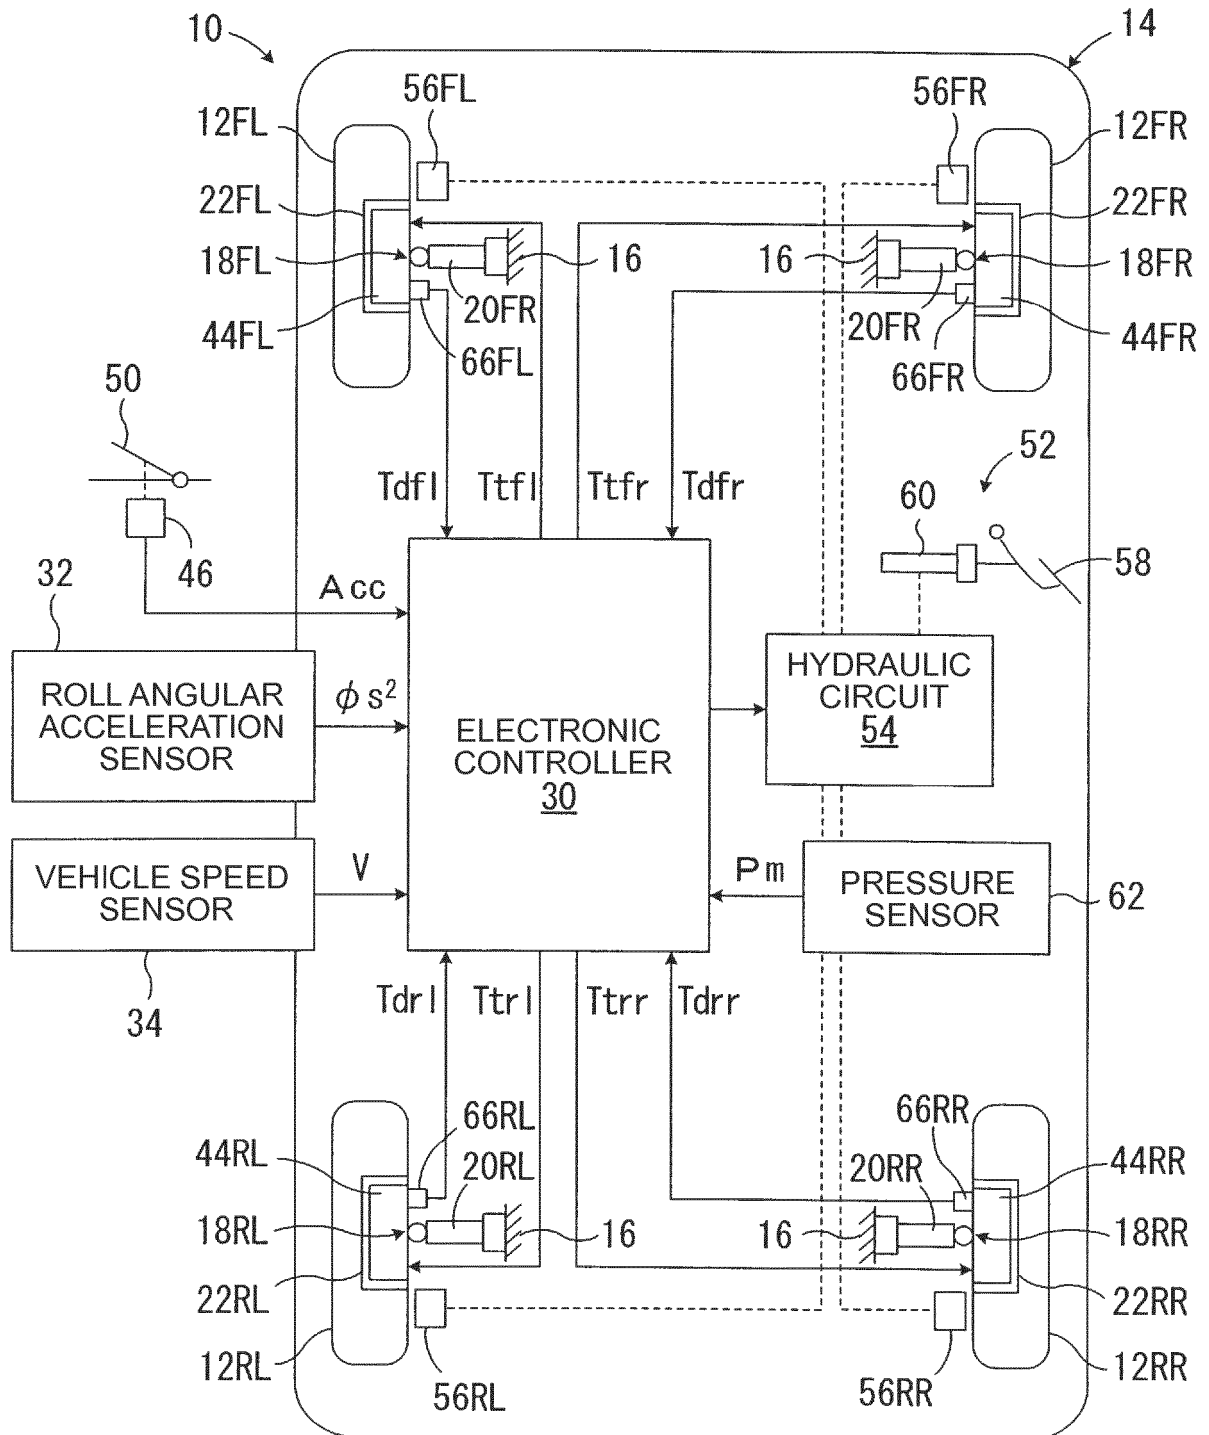 10
14
56FL
56FR
12FL
12FR
22FL
22FR
18FL
16
16
18FR
20FR
20FR
44FL
44FR
66FL
66FR
50
52
Tdfl
Ttfl
Ttfr
Tdfr
60
46
58
32
Acc
ROLL ANGULAR
ACCELERATION
SENSOR
ϕs²
HYDRAULIC
CIRCUIT
54
ELECTRONIC
CONTROLLER
30
VEHICLE SPEED
SENSOR
V
Pm
PRESSURE
SENSOR
62
34
Tdrl
Ttrl
Ttrr
Tdrr
66RL
66RR
44RL
20RL
20RR
44RR
18RL
16
16
18RR
22RL
22RR
12RL
12RR
56RL
56RR